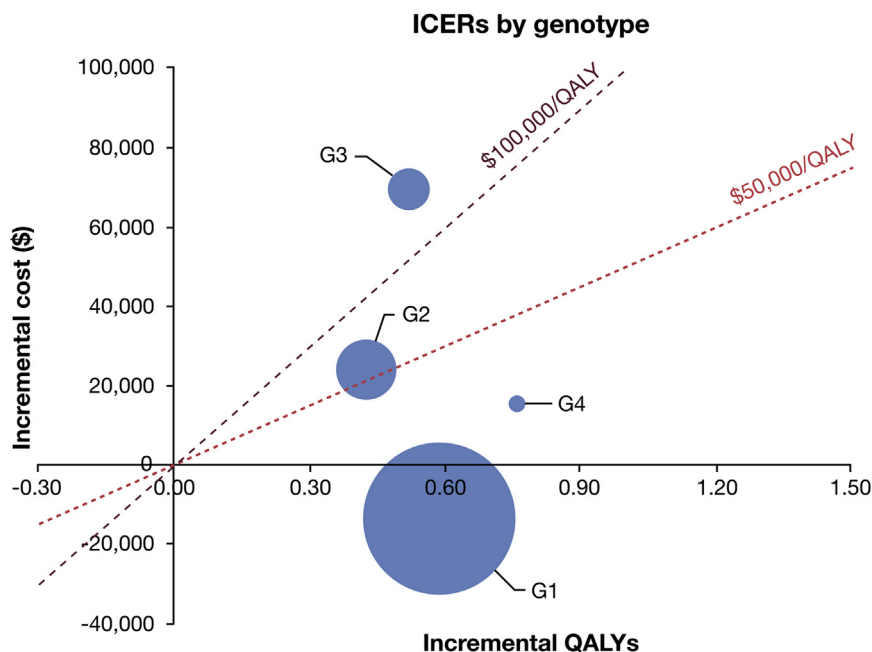 ICERs by genotype
100,000
80,000
60,000
40,000
20,000
0
-20,000
-40,000
Incremental cost ($)
$100,000/QALY
$50,000/QALY
G3
G2
G4
G1
-0.30
0.00
0.30
0.60
0.90
1.20
1.50
Incremental QALYs